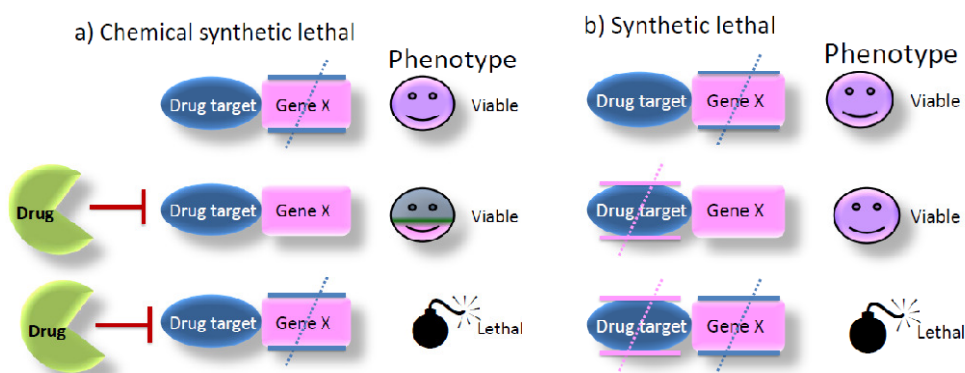 a) Chemical synthetic lethal
b) Synthetic lethal
Phenotype
Phenotype
Drug target Gene X Viable
Drug target Gene X Viable
Drug Drug target Gene X Viable
Drug target Gene X Viable
Drug Drug target Gene X Lethal
Drug target Gene X Lethal